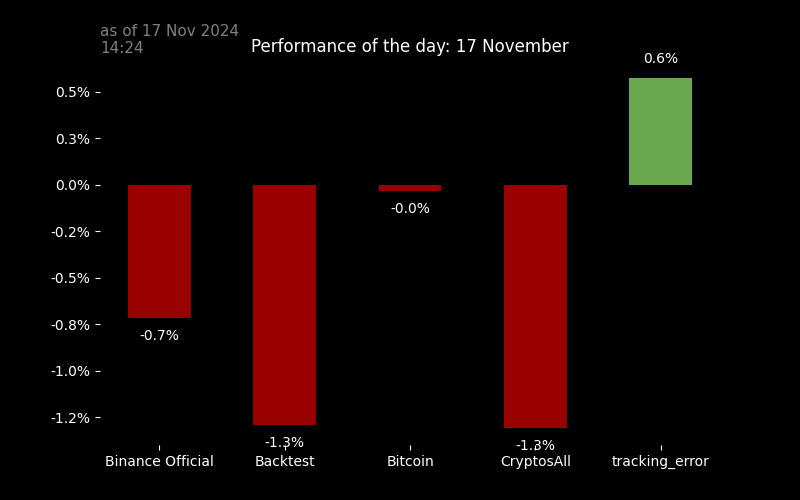 as of 17 Nov 2024
14:24
Performance of the day: 17 November
0.6%
0.5%
0.3%
0.0%
-0.2%
-0.5%
-0.8%
-1.0%
-1.2%
-0.7%
-1.3%
-0.0%
-1.3%
Binance Official
Backtest
Bitcoin
CryptosAll
tracking_error